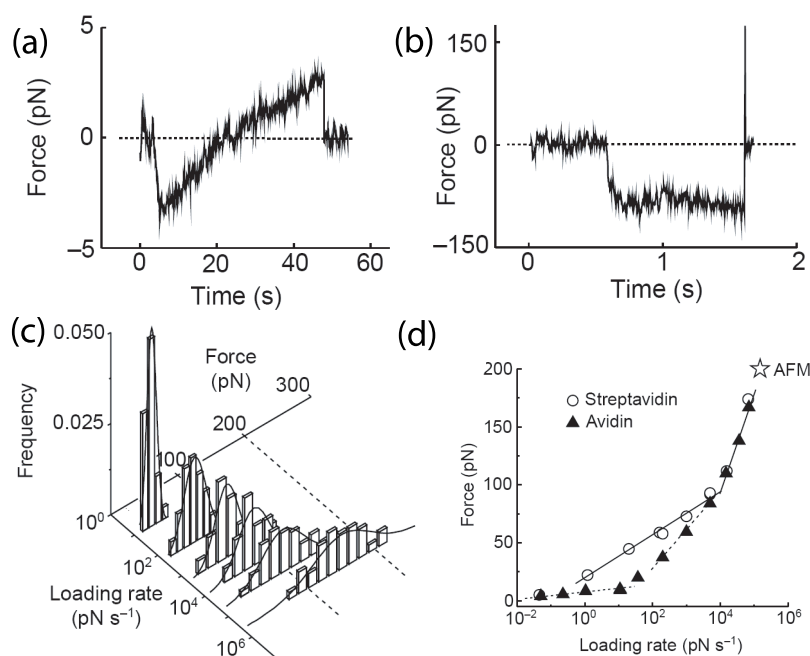 (a)
5
0
−5
Force (pN)
0 20 40 60
Time (s)
(b)
150
0
−150
Force (pN)
0 1 2
Time (s)
(c)
0.050
0.025
Frequency
Force
(pN)
300
200
100
10⁰
10²
10⁴
10⁶
Loading rate
(pN s⁻¹)
(d)
200
150
100
50
0
Force (pN)
AFM
Streptavidin
Avidin
10⁻² 10⁰ 10² 10⁴ 10⁶
Loading rate (pN s⁻¹)